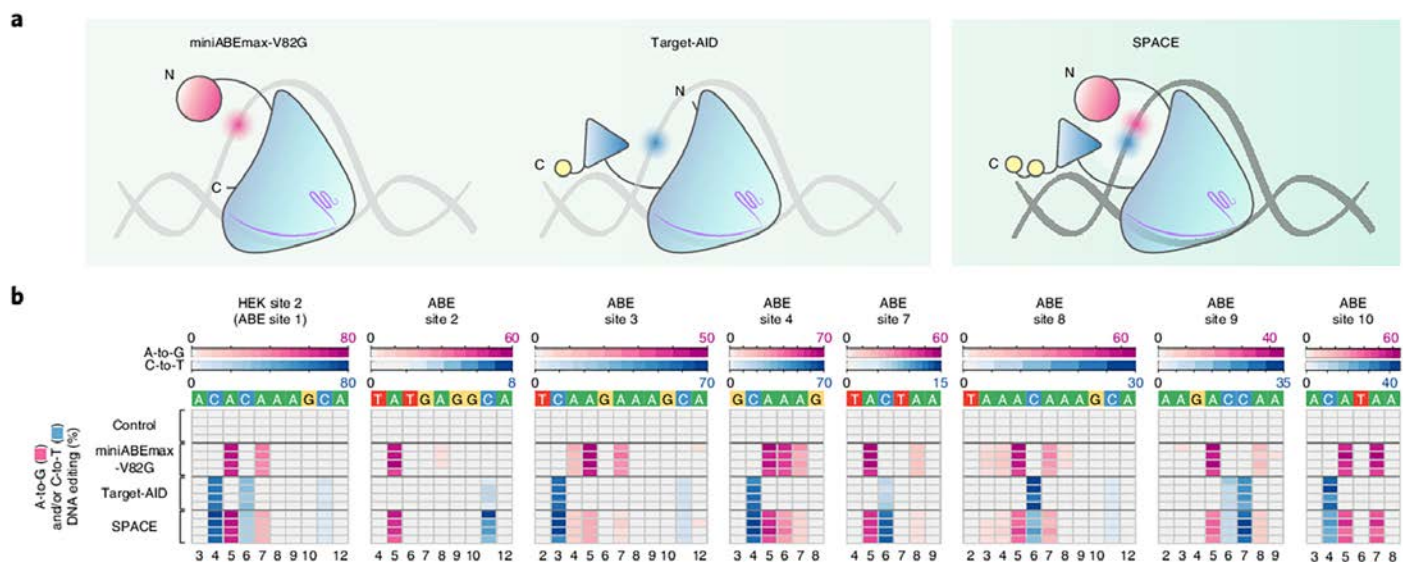 a
miniABEmax-V82G
Target-AID
SPACE
N
C
N
C
N
C
b
HEK site 2
(ABE site 1)
ABE
site 2
ABE
site 3
ABE
site 4
ABE
site 7
ABE
site 8
ABE
site 9
ABE
site 10
0 80 0 60 0 50 0 70 0 60 0 60 0 40 0 60
A-to-G
C-to-T
0 80 0 8 0 70 0 70 0 15 0 30 0 35 0 40
A C A C A A A G C A T A T G A G G C A T C A A G A A A G C A G C A A A G T A C T A A T A A A C A A A G C A A A G A C C A A A C A T A A
A-to-G ( )
and/or C-to-T ( )
DNA editing (%)
Control
miniABEmax
-V82G
Target-AID
SPACE
3 4 5 6 7 8 9 10 12 4 5 6 7 8 9 10 12 2 3 4 5 6 7 8 9 10 12 3 4 5 6 7 8 4 5 6 7 8 9 2 3 4 5 6 7 8 9 10 12 2 3 4 5 6 7 8 9 3 4 5 6 7 8